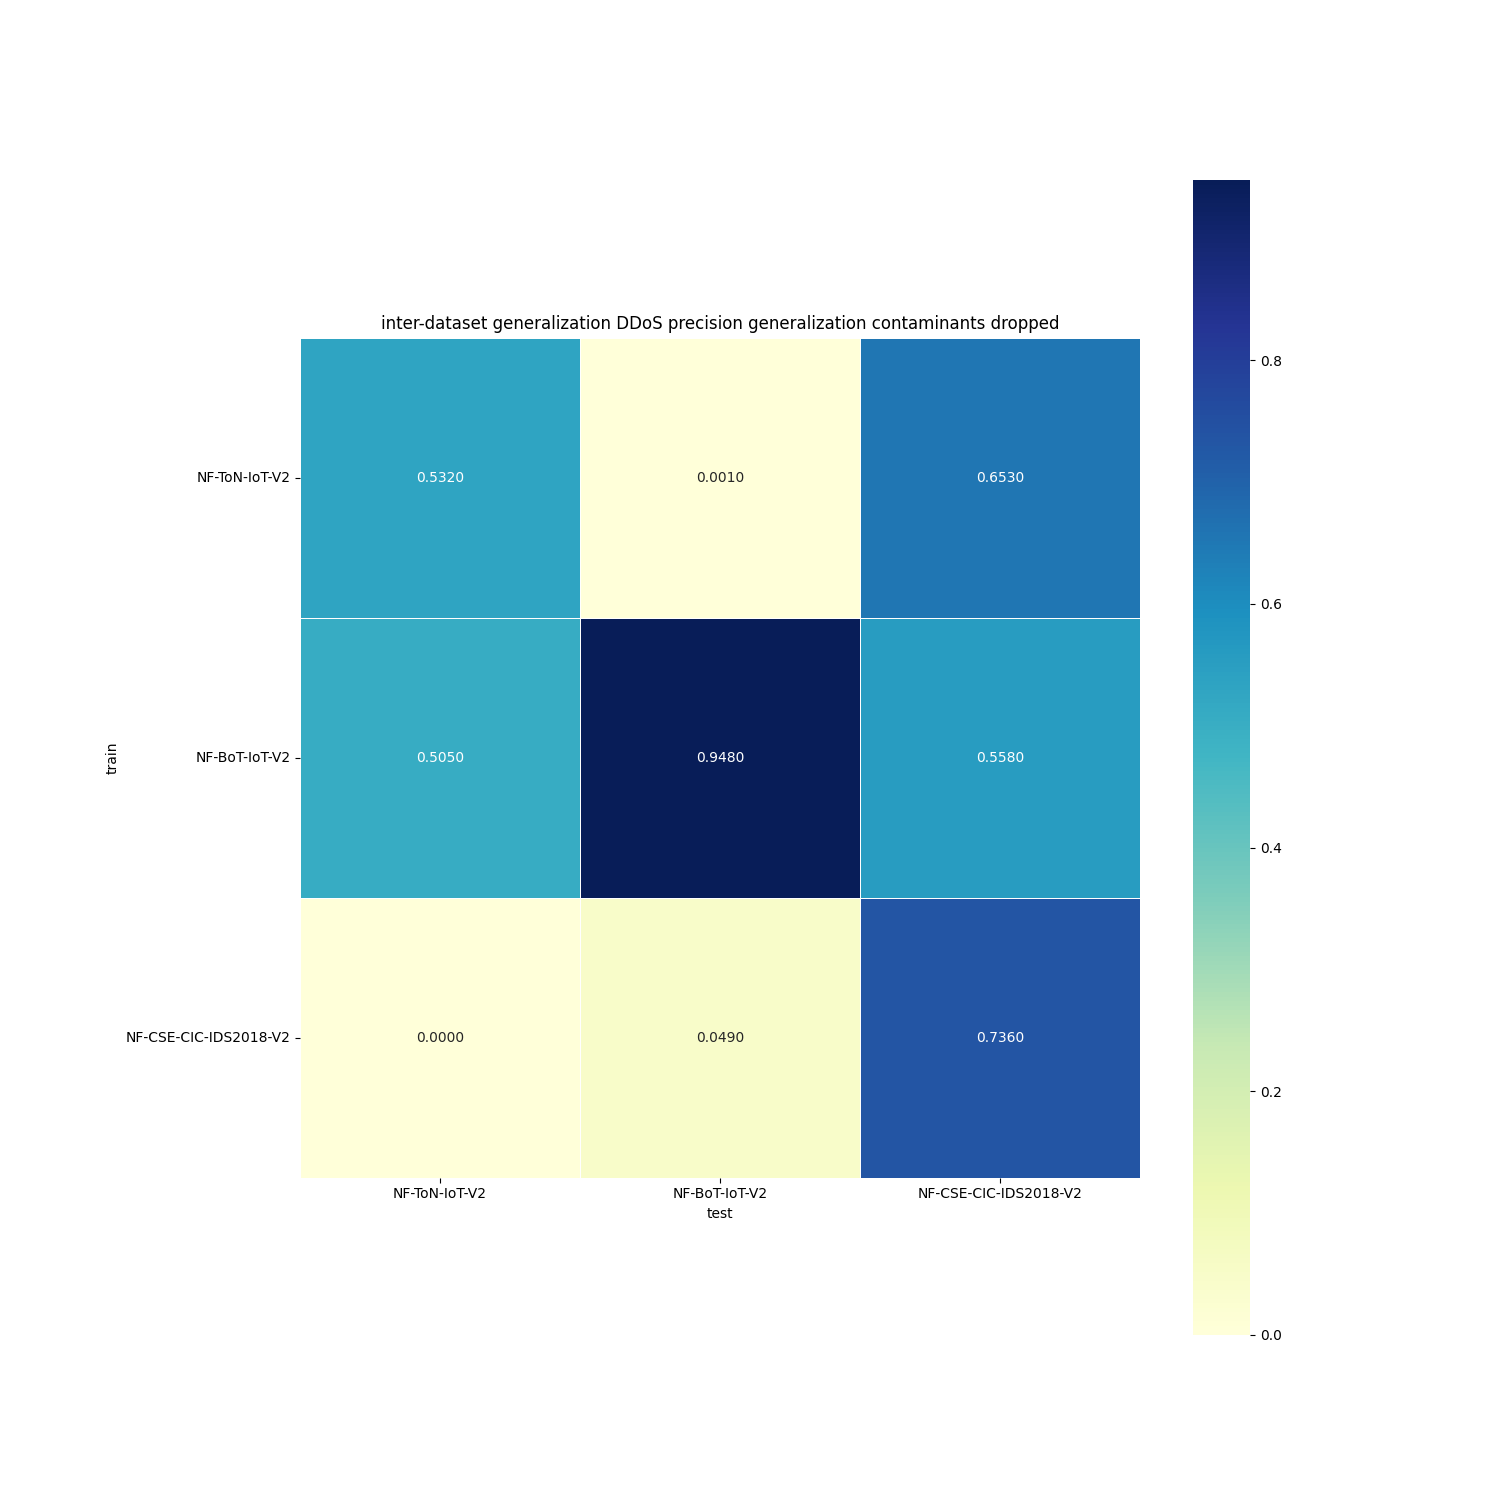 inter-dataset generalization DDoS precision generalization contaminants dropped
train
NF-ToN-IoT-V2
0.5320 0.0010 0.6530
NF-BoT-IoT-V2
0.5050 0.9480 0.5580
NF-CSE-CIC-IDS2018-V2
0.0000 0.0490 0.7360
NF-ToN-IoT-V2 NF-BoT-IoT-V2 NF-CSE-CIC-IDS2018-V2
test
0.8
0.6
0.4
0.2
0.0